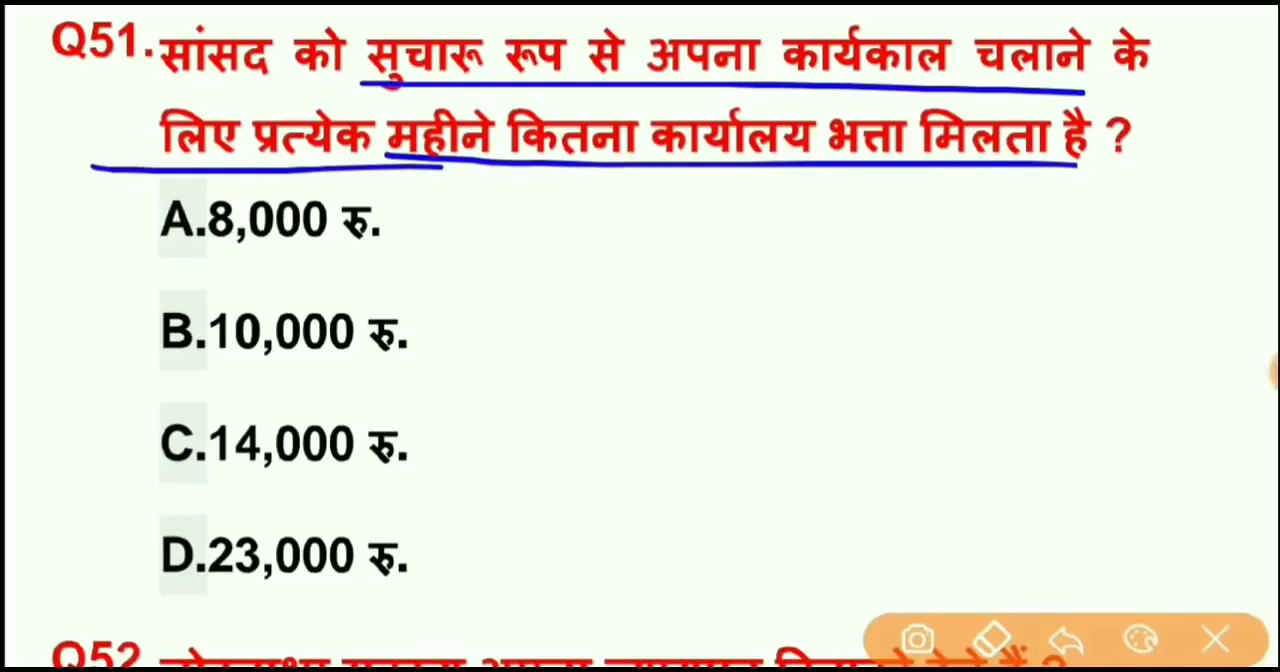 Q51. सांसद को सुचारू रूप से अपना कार्यकाल चलाने के
लिए प्रत्येक महीने कितना कार्यालय भत्ता मिलता है ?
A.8,000 रु.
B.10,000 रु.
C.14,000 रु.
D.23,000 रु.
Q52